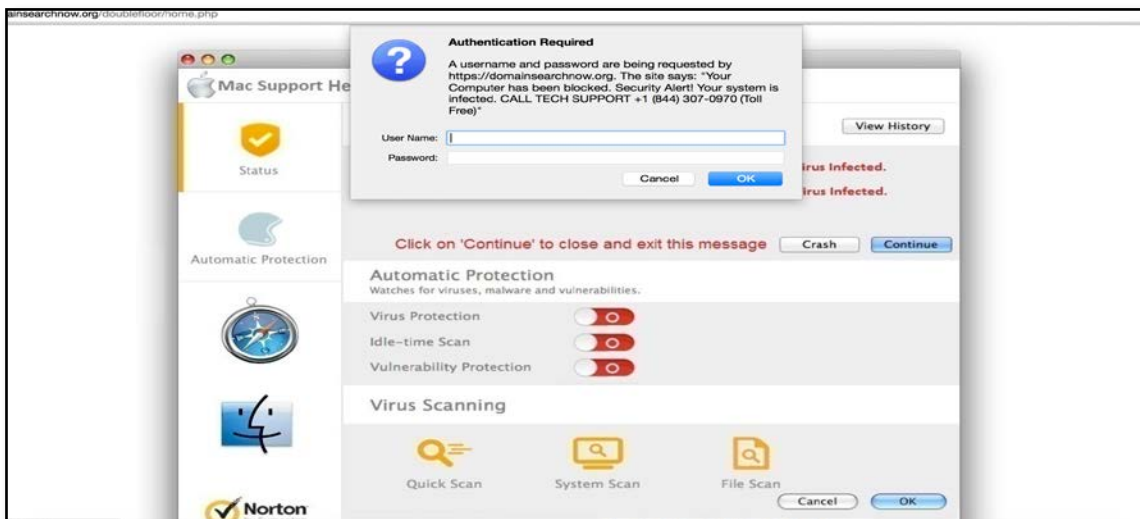 ainsearchnow.org/doublefloor/home.php
Authentication Required
A username and password are being requested by
https://domainsearchnow.org. The site says: "Your
Computer has been blocked. Security Alert! Your system is
infected. CALL TECH SUPPORT +1 (844) 307-0970 (Toll
Free)"
User Name:
Password:
Cancel
OK
Mac Support He
View History
Status
irus Infected.
irus Infected.
Click on 'Continue' to close and exit this message
Crash
Continue
Automatic Protection
Automatic Protection
Watches for viruses, malware and vulnerabilities.
Virus Protection
Idle-time Scan
Vulnerability Protection
Virus Scanning
Quick Scan
System Scan
File Scan
Cancel
OK
Norton